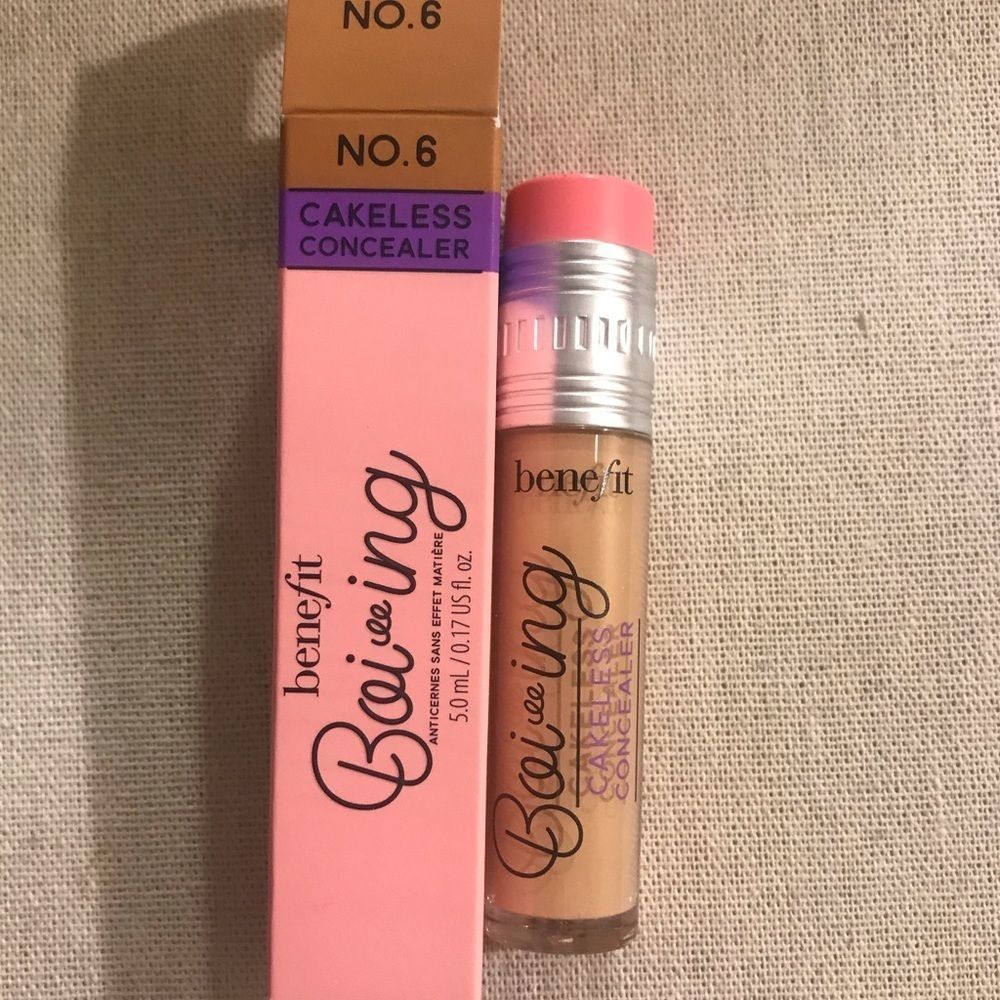 NO.6
NO.6
CAKELESS
CONCEALER
benefit
Boi-ing
ANTICERNES SANS EFFET MATIÈRE
5.0 mL / 0.17 US fl. oz.
benefit
Boi-ing
CAKELESS
CONCEALER